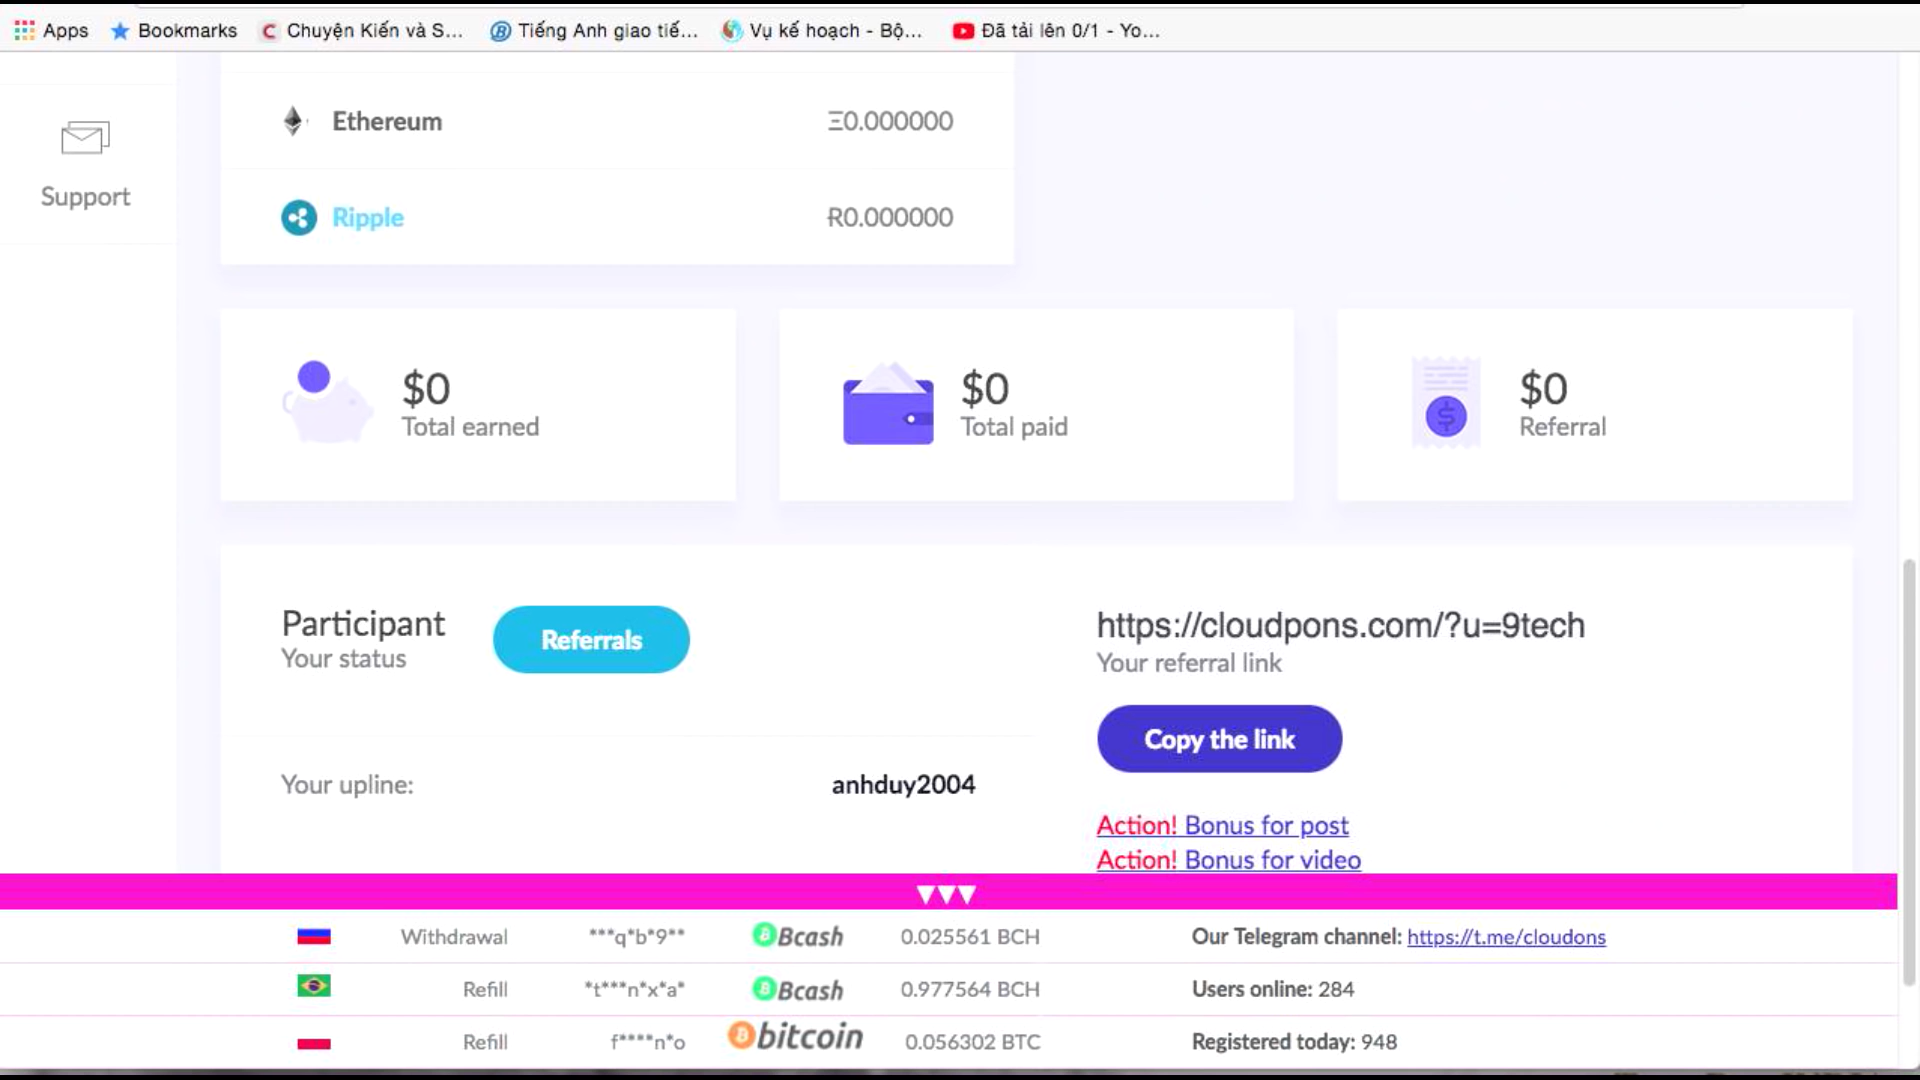 Apps Bookmarks Chuyện Kiến và S... Tiếng Anh giao tiế... Vụ kế hoạch - Bộ... Đã tải lên 0/1 - Yo...
Support
Ethereum Ξ0.000000
Ripple Ɍ0.000000
$0
Total earned
$0
Total paid
$0
Referral
Participant
Your status
Referrals
https://cloudpons.com/?u=9tech
Your referral link
Copy the link
Your upline: anhduy2004
Action! Bonus for post
Action! Bonus for video
Withdrawal ***q*b*9** Bcash 0.025561 BCH Our Telegram channel: https://t.me/cloudons
Refill *t***n*x*a* Bcash 0.977564 BCH Users online: 284
Refill f****n*o bitcoin 0.056302 BTC Registered today: 948